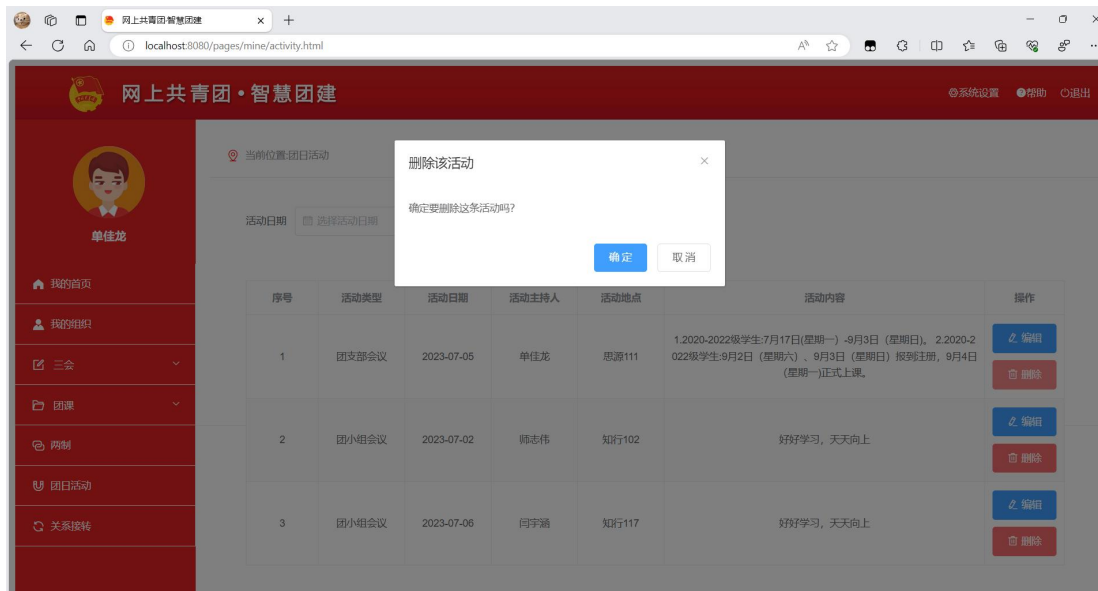 网上共青团·智慧团建
localhost:8080/pages/mine/activity.html
网上共青团·智慧团建
系统设置 帮助 退出
当前位置:团日活动
单佳龙
我的首页
我的组织
三会
团课
两制
团日活动
关系接转
活动日期 选择活动日期
删除该活动
确定要删除这条活动吗?
确定 取消
序号 活动类型 活动日期 活动主持人 活动地点 活动内容 操作
1 团支部会议 2023-07-05 单佳龙 思源111
1.2020-2022级学生:7月17日(星期一) -9月3日 (星期日)。 2.2020-2
022级学生:9月2日 (星期六) 、9月3日 (星期日) 报到注册, 9月4日
(星期一)正式上课。
编辑
删除
2 团小组会议 2023-07-02 师志伟 知行102 好好学习, 天天向上
编辑
删除
3 团小组会议 2023-07-06 闫宇涵 知行117 好好学习, 天天向上
编辑
删除